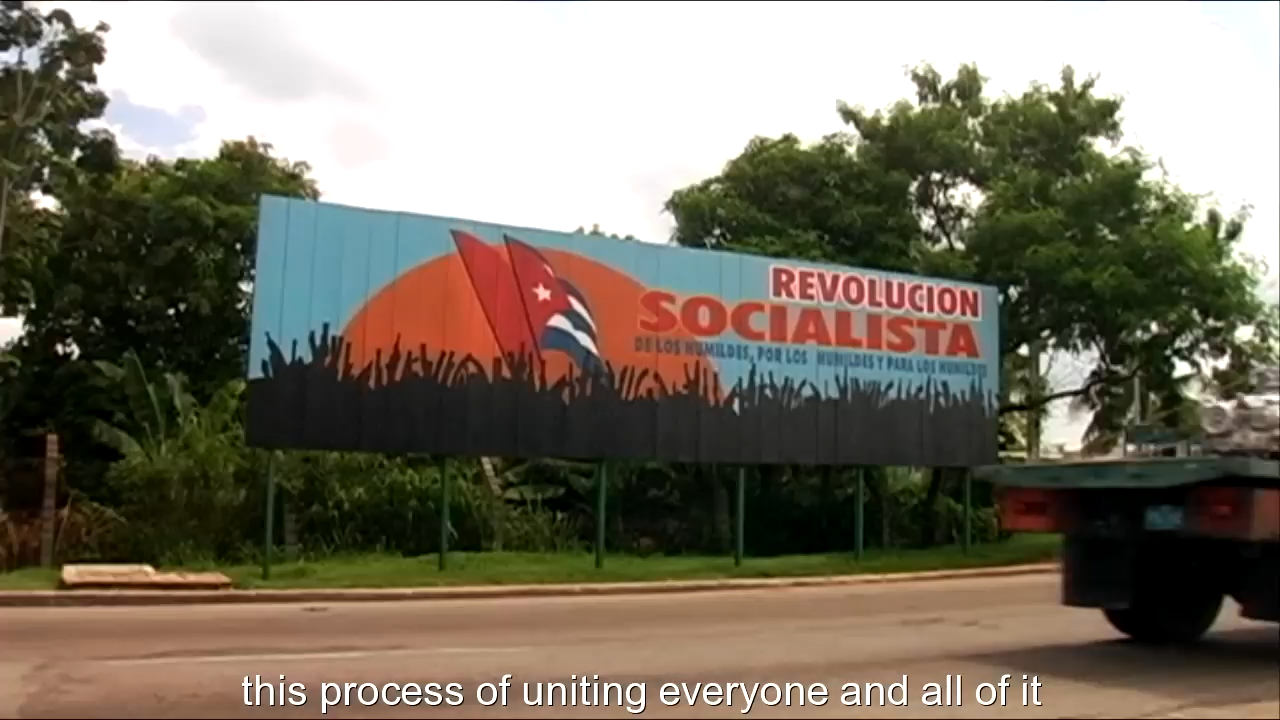 REVOLUCION
SOCIALISTA
DE LOS HUMILDES, POR LOS HUMILDES Y PARA LOS HUMILDES
this process of uniting everyone and all of it